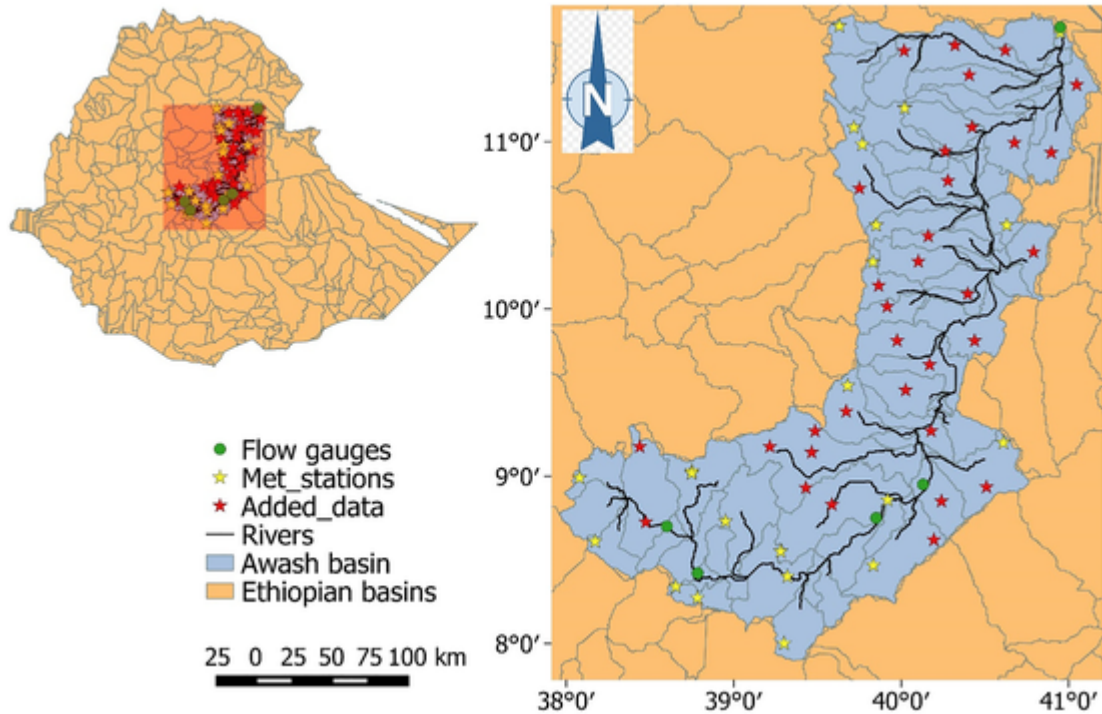 N
11°0′
10°0′
9°0′
8°0′
38°0′ 39°0′ 40°0′ 41°0′
Flow gauges
Met_stations
Added_data
Rivers
Awash basin
Ethiopian basins
25 0 25 50 75 100 km